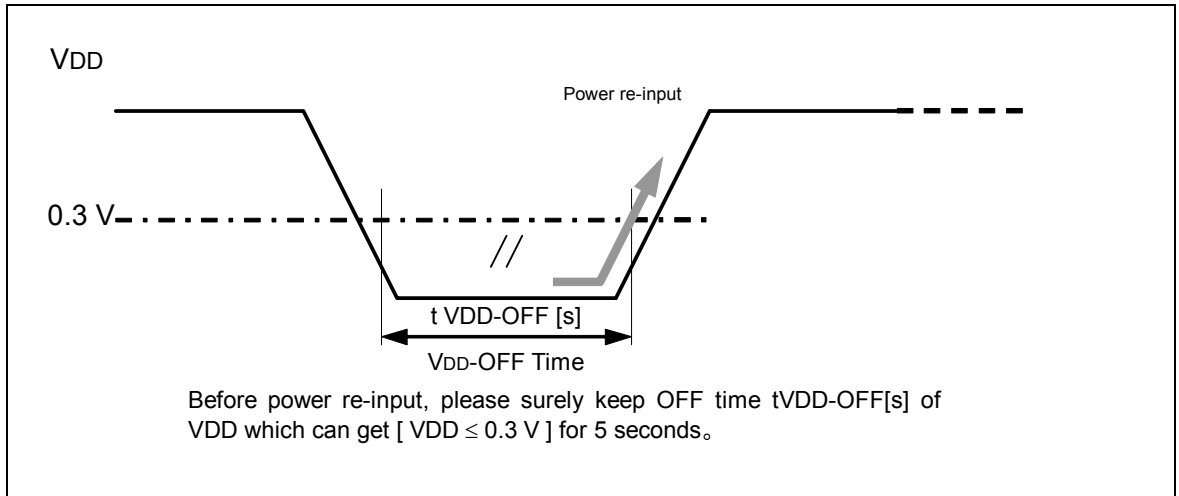 VDD
Power re-input
0.3 V
t VDD-OFF [s]
VDD-OFF Time
Before power re-input, please surely keep OFF time tVDD-OFF[s] of
VDD which can get [ VDD ≤ 0.3 V ] for 5 seconds。